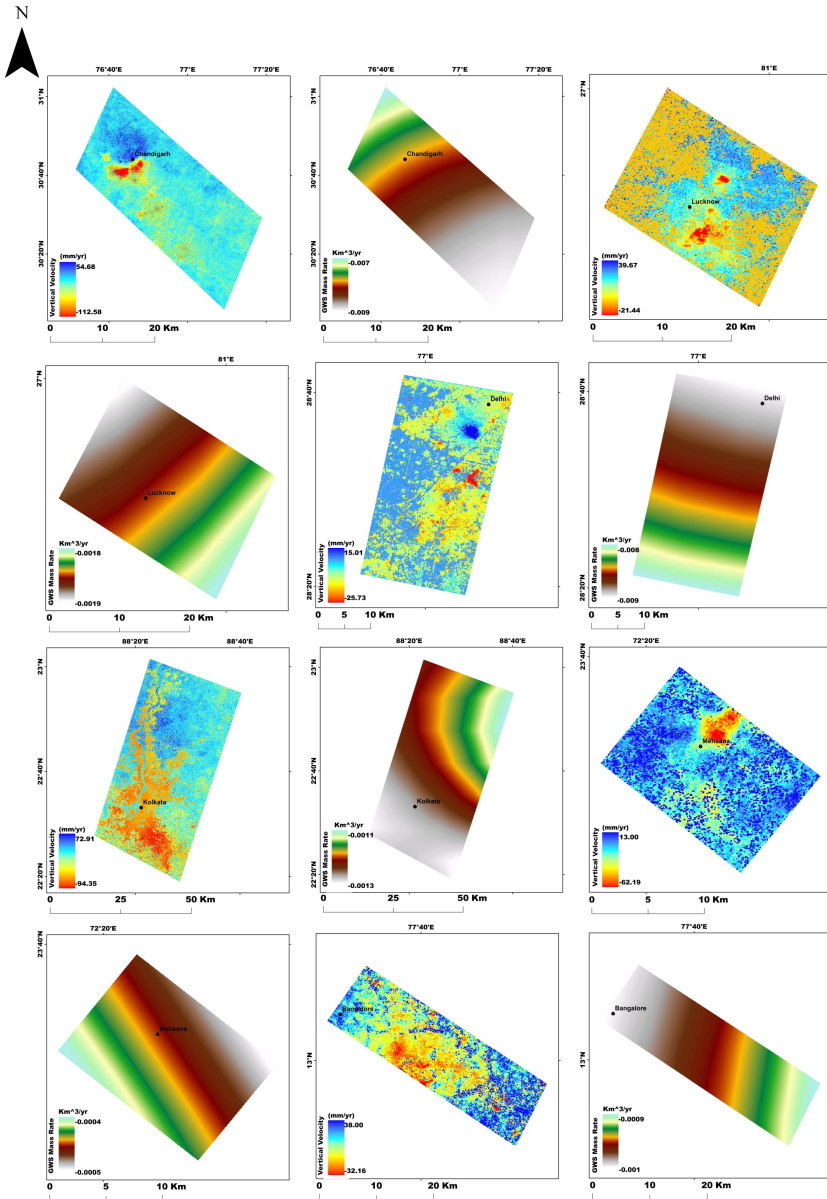 N
76°40'E 77°E 77°20'E
31°N
30°40'N
30°20'N
Chandigarh
(mm/yr)
54.68
-112.58
Vertical Velocity
0 10 20 Km
76°40'E 77°E 77°20'E
31°N
30°40'N
30°20'N
Chandigarh
Km^3/yr
-0.007
-0.009
GWS Mass Rate
0 10 20 Km
81°E
27°N
Lucknow
(mm/yr)
39.67
-21.44
Vertical Velocity
0 10 20 Km
81°E
27°N
Lucknow
Km^3/yr
-0.0018
-0.0019
GWS Mass Rate
0 10 20 Km
77°E
28°40'N
28°20'N
Delhi
(mm/yr)
15.01
-25.73
Vertical Velocity
0 5 10 Km
77°E
28°40'N
28°20'N
Delhi
Km^3/yr
-0.008
-0.009
GWS Mass Rate
0 5 10 Km
88°20'E 88°40'E
23°N
22°40'N
22°20'N
Kolkata
(mm/yr)
72.91
-94.35
Vertical Velocity
0 25 50 Km
88°20'E 88°40'E
23°N
22°40'N
22°20'N
Kolkata
Km^3/yr
-0.0011
-0.0013
GWS Mass Rate
0 25 50 Km
72°20'E
23°40'N
Mehsana
(mm/yr)
13.00
-62.19
Vertical Velocity
0 5 10 Km
72°20'E
23°40'N
Mehsana
Km^3/yr
-0.0004
-0.0005
GWS Mass Rate
0 5 10 Km
77°40'E
13°N
Bangalore
(mm/yr)
38.00
-32.16
Vertical Velocity
0 10 20 Km
77°40'E
13°N
Bangalore
Km^3/yr
-0.0009
-0.001
GWS Mass Rate
0 10 20 Km